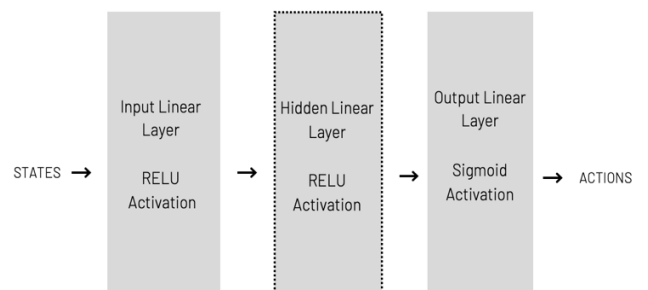 STATES →
Input Linear
Layer
RELU
Activation
→
Hidden Linear
Layer
RELU
Activation
→
Output Linear
Layer
Sigmoid
Activation
→ ACTIONS